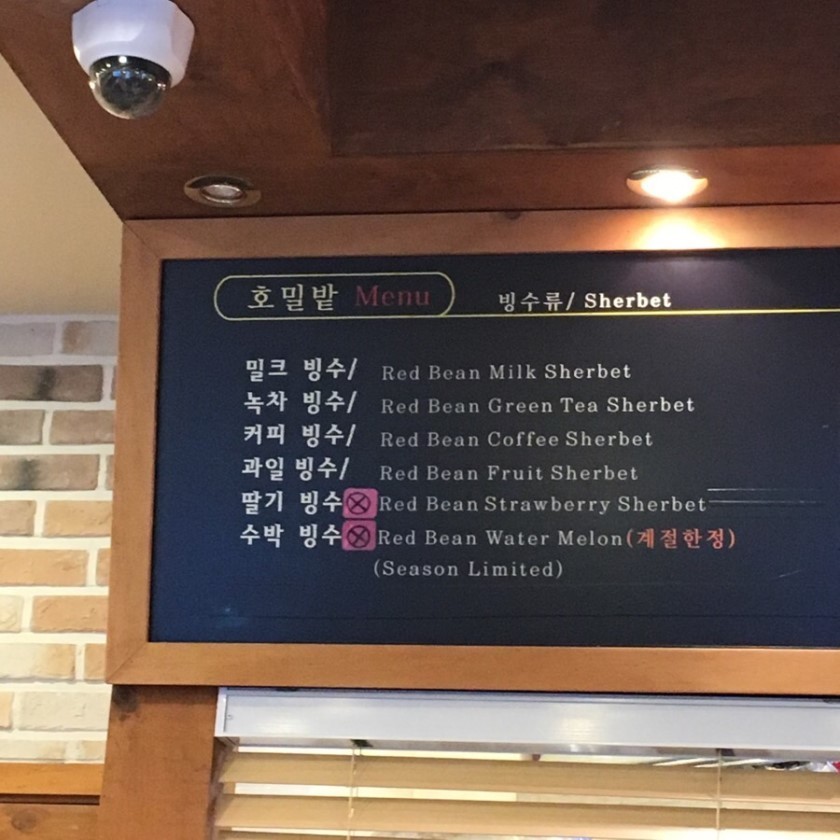 호밀밭 Menu 빙수류/ Sherbet
밀크 빙수/ Red Bean Milk Sherbet
녹차 빙수/ Red Bean Green Tea Sherbet
커피 빙수/ Red Bean Coffee Sherbet
과일 빙수/ Red Bean Fruit Sherbet
딸기 빙수 Red Bean Strawberry Sherbet
수박 빙수 Red Bean Water Melon(계절한정)
(Season Limited)